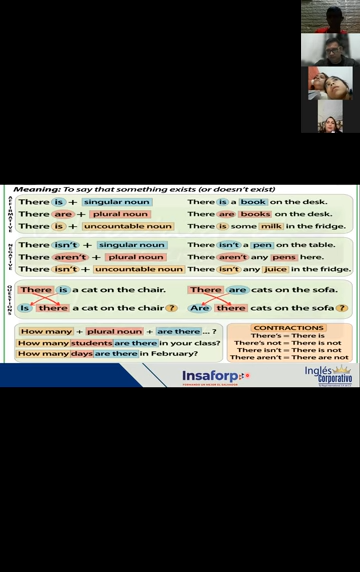 Meaning: To say that something exists (or doesn't exist)
AFFIRMATIVE
There is + singular noun There is a book on the desk.
There are + plural noun There are books on the desk.
There is + uncountable noun There is some milk in the fridge.
NEGATIVE
There isn't + singular noun There isn't a pen on the table.
There aren't + plural noun There aren't any pens here.
There isn't + uncountable noun There isn't any juice in the fridge.
QUESTIONS
There is a cat on the chair. There are cats on the sofa.
Is there a cat on the chair ? Are there cats on the sofa ?
How many + plural noun + are there ... ?
How many students are there in your class?
How many days are there in February?
CONTRACTIONS
There's = There is
There's not = There is not
There isn't = There is not
There aren't = There are not
Insaforp
Inglés
Corporativo